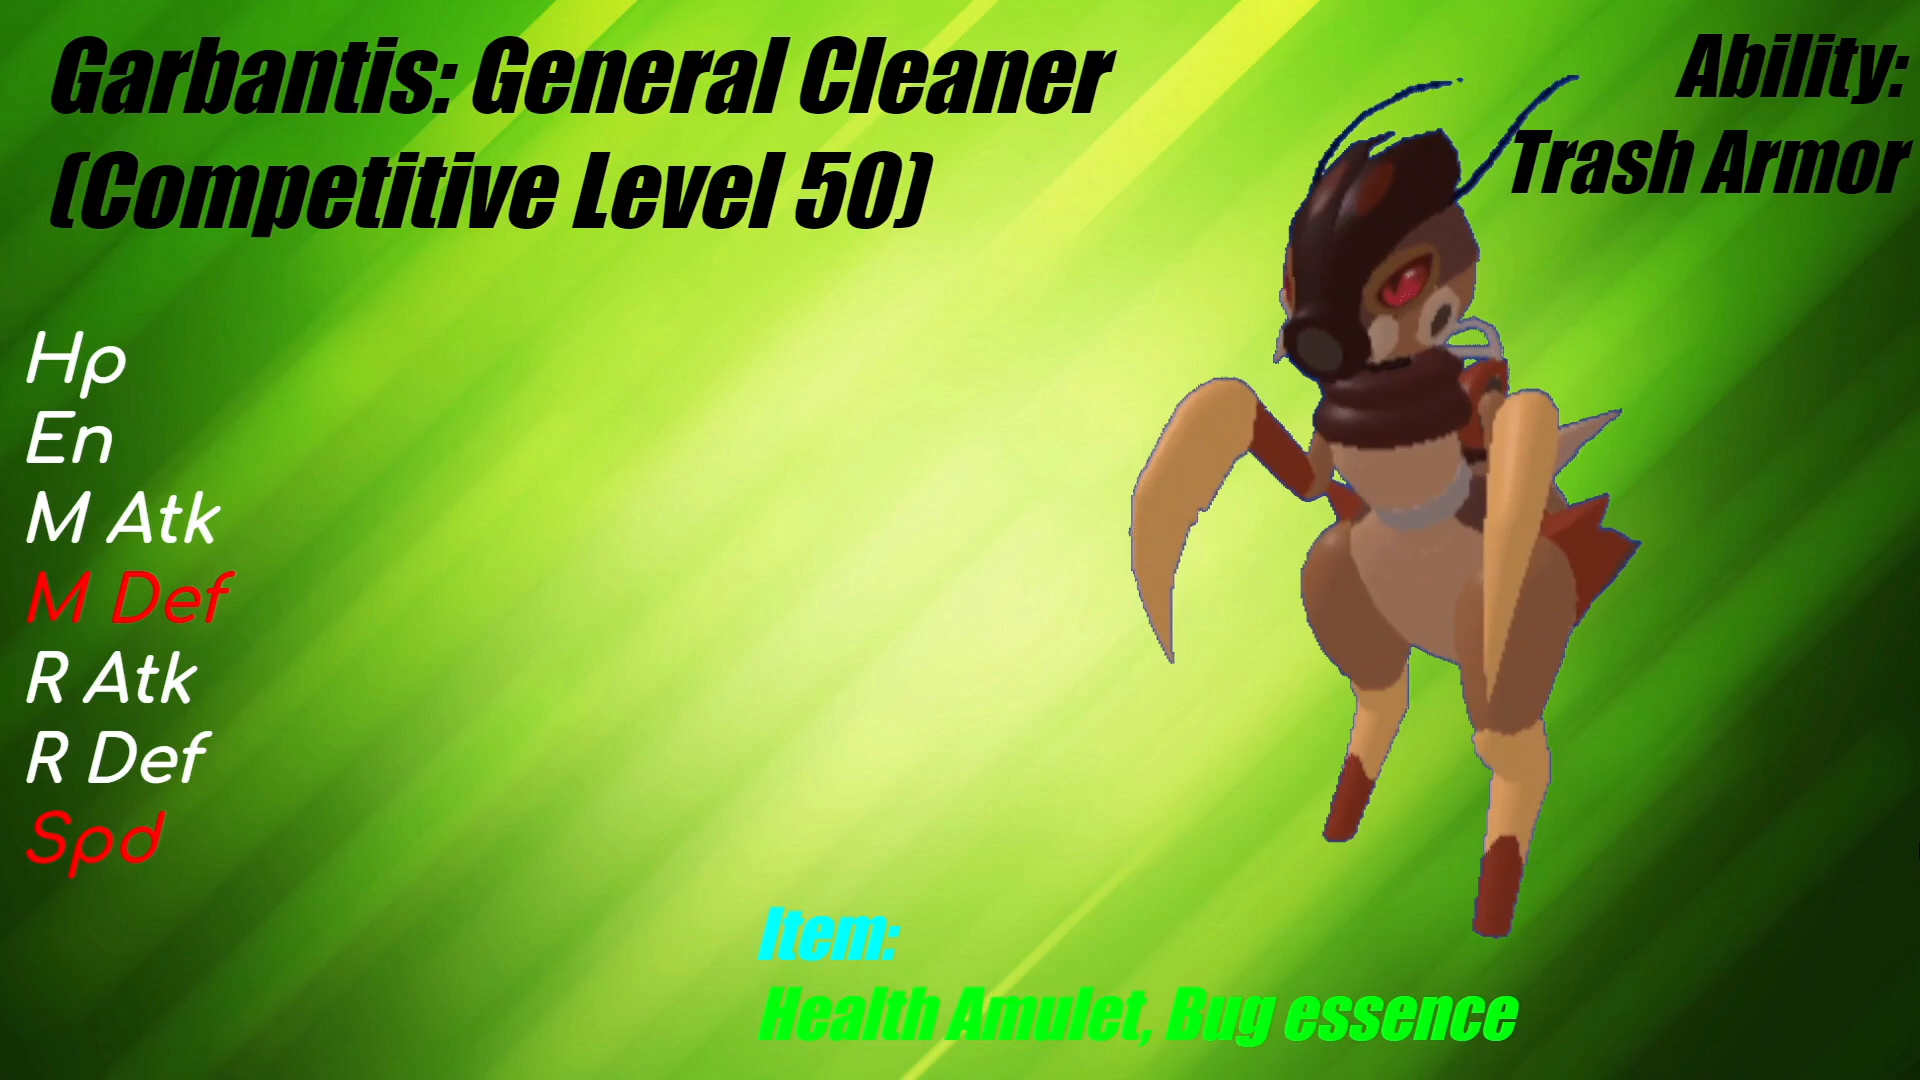 Garbantis: General Cleaner
(Competitive Level 50)
Ability:
Trash Armor
Hp
En
M Atk
M Def
R Atk
R Def
Spd
Item:
Health Amulet, Bug essence